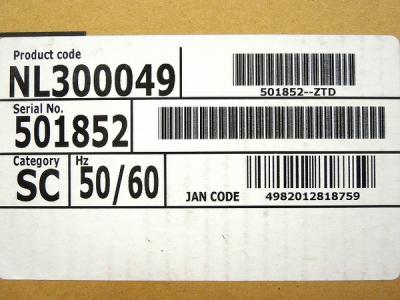 Product code
NL300049
501852--ZTD
Serial No.
501852
Category
SC
Hz
50/60
JAN CODE
4982012818759